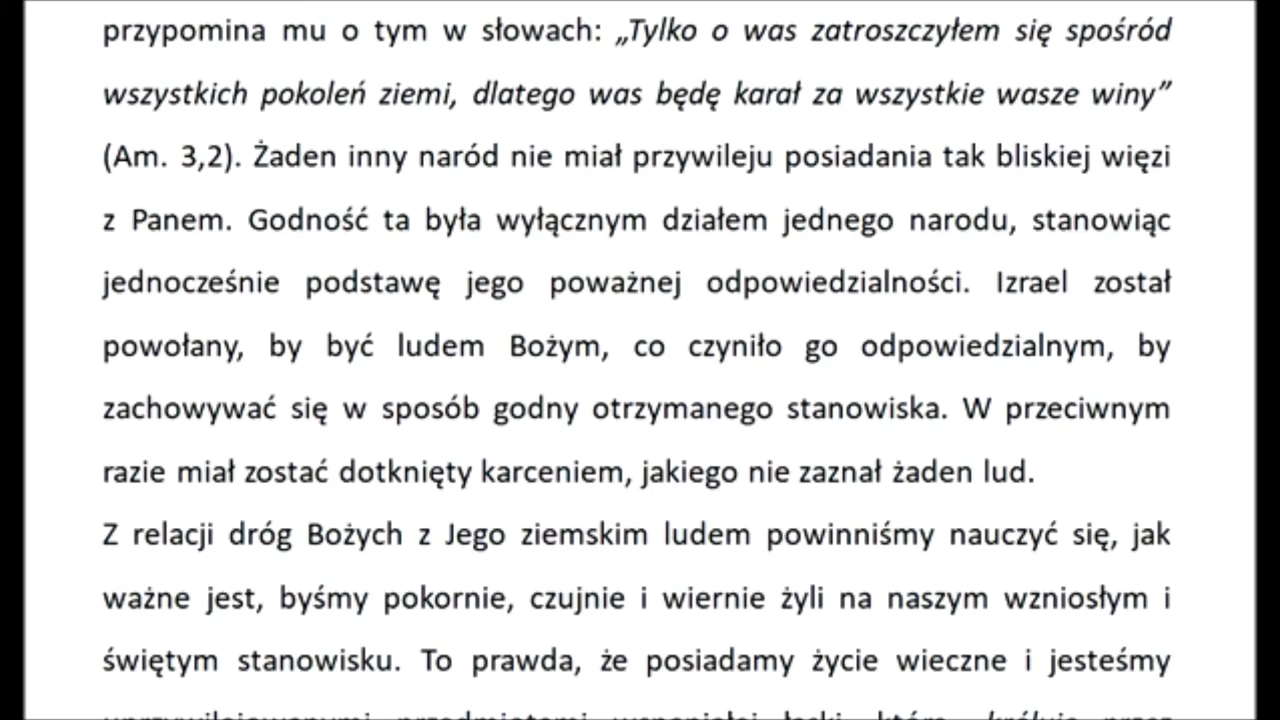 przypomina mu o tym w słowach: „Tylko o was zatroszczyłem się spośród
wszystkich pokoleń ziemi, dlatego was będę karał za wszystkie wasze winy”
(Am. 3,2). Żaden inny naród nie miał przywileju posiadania tak bliskiej więzi
z Panem. Godność ta była wyłącznym działem jednego narodu, stanowiąc
jednocześnie podstawę jego poważnej odpowiedzialności. Izrael został
powołany, by być ludem Bożym, co czyniło go odpowiedzialnym, by
zachowywać się w sposób godny otrzymanego stanowiska. W przeciwnym
razie miał zostać dotknięty karceniem, jakiego nie zaznał żaden lud.
Z relacji dróg Bożych z Jego ziemskim ludem powinniśmy nauczyć się, jak
ważne jest, byśmy pokornie, czujnie i wiernie żyli na naszym wzniosłym i
świętym stanowisku. To prawda, że posiadamy życie wieczne i jesteśmy